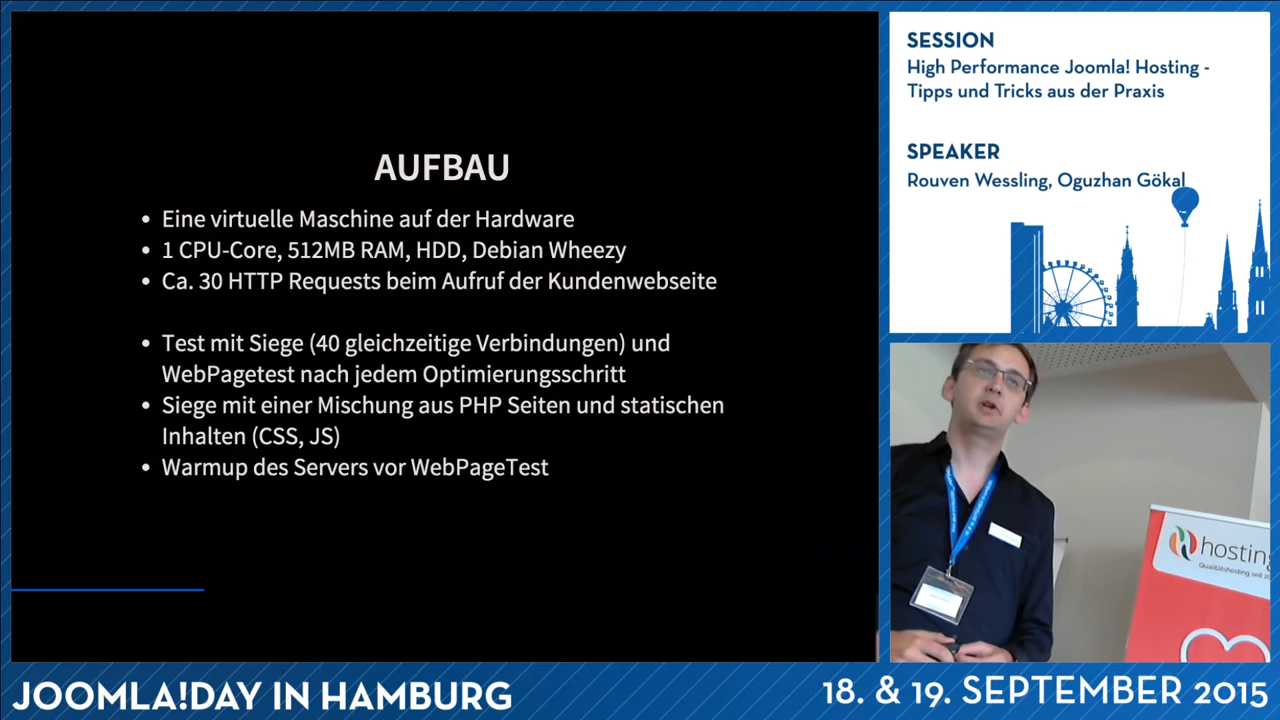 AUFBAU
• Eine virtuelle Maschine auf der Hardware
• 1 CPU-Core, 512MB RAM, HDD, Debian Wheezy
• Ca. 30 HTTP Requests beim Aufruf der Kundenwebseite
• Test mit Siege (40 gleichzeitige Verbindungen) und
WebPagetest nach jedem Optimierungsschritt
• Siege mit einer Mischung aus PHP Seiten und statischen
Inhalten (CSS, JS)
• Warmup des Servers vor WebPageTest
SESSION
High Performance Joomla! Hosting -
Tipps und Tricks aus der Praxis
SPEAKER
Rouven Wessling, Oguzhan Gökal
hosting
Qualitätshosting seit
JOOMLA!DAY IN HAMBURG
18. & 19. SEPTEMBER 2015